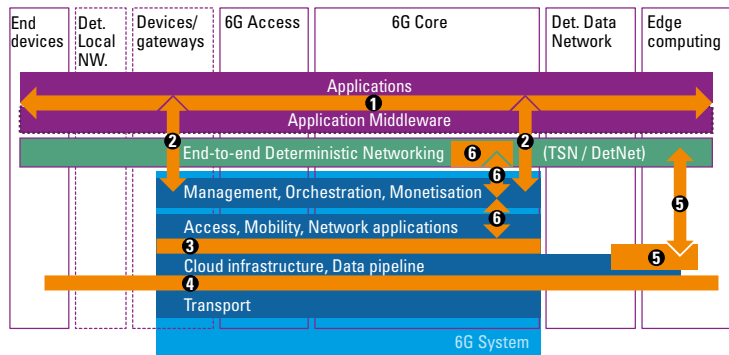 End devices
Det. Local NW.
Devices/ gateways
6G Access
6G Core
Det. Data Network
Edge computing
Applications
1
Application Middleware
2
2
End-to-end Deterministic Networking
6
(TSN / DetNet)
6
Management, Orchestration, Monetisation
5
6
Access, Mobility, Network applications
3
5
Cloud infrastructure, Data pipeline
4
Transport
6G System